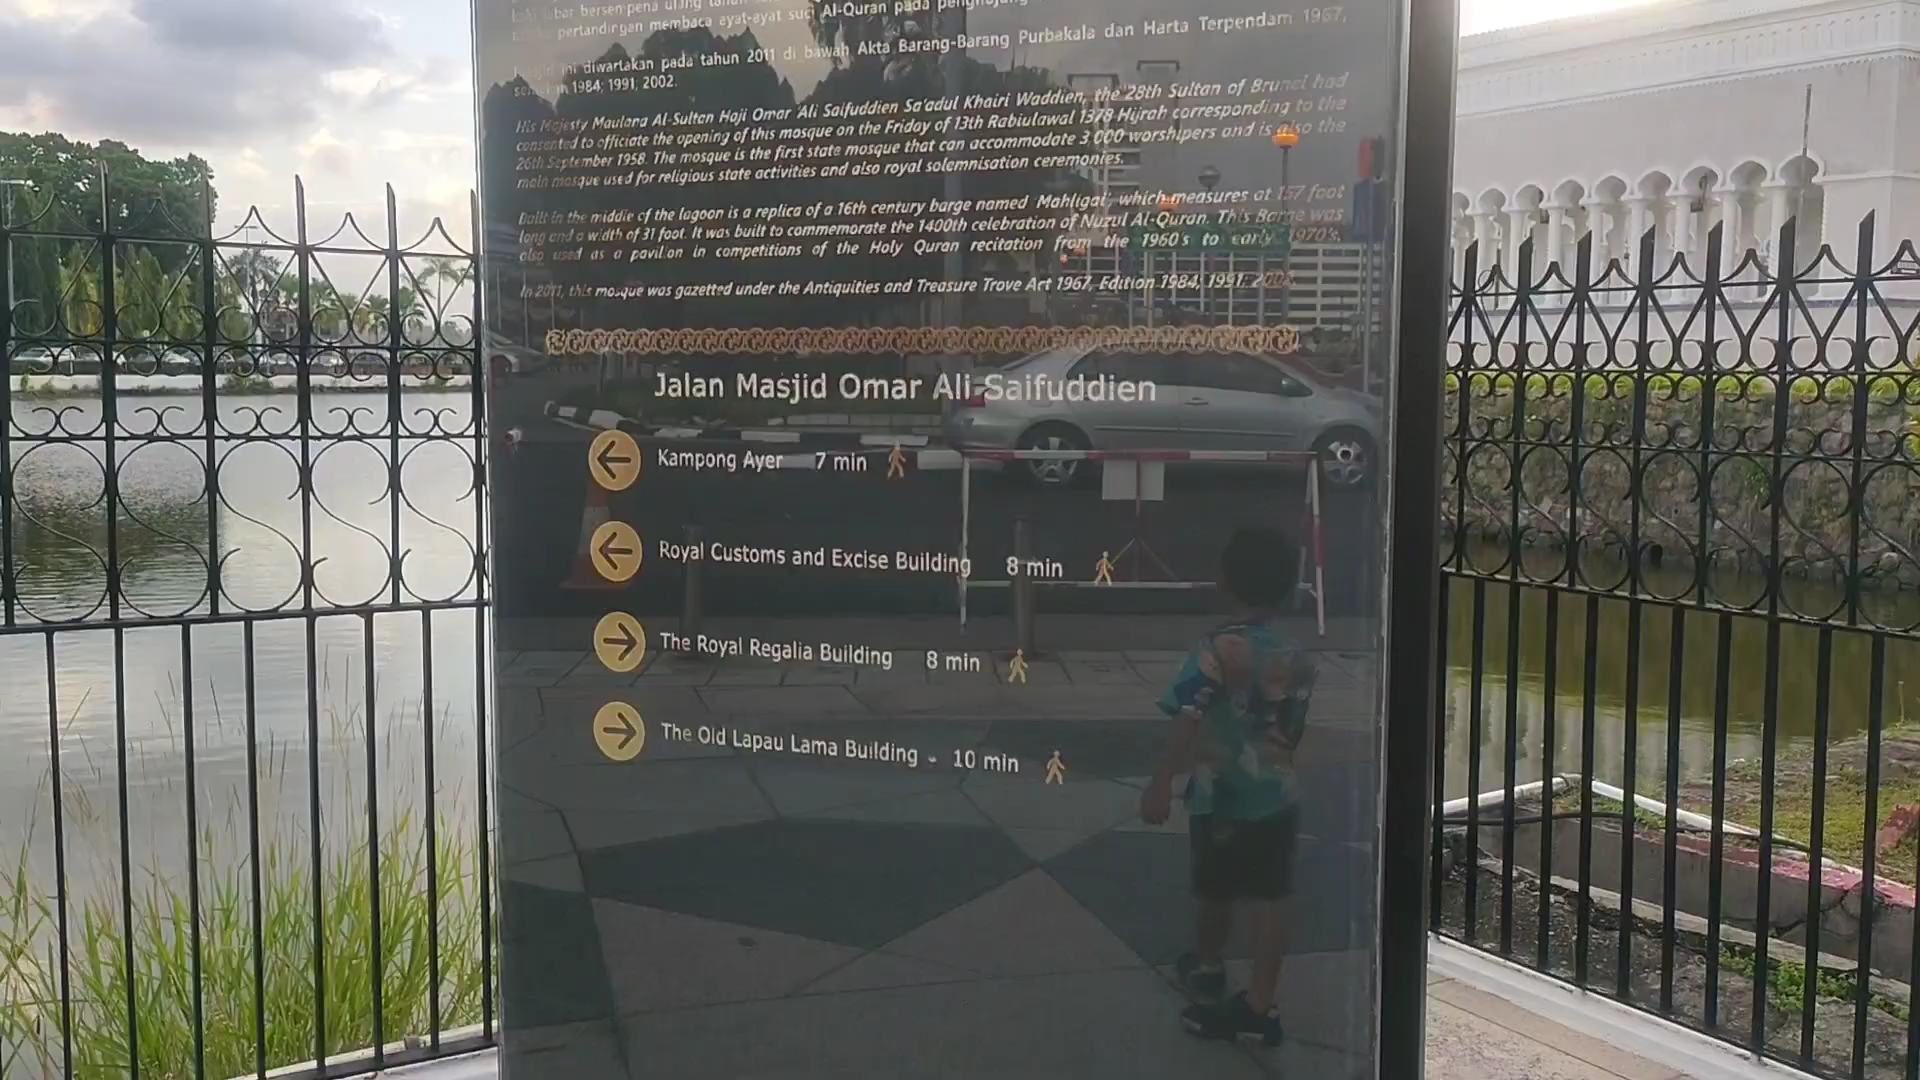 bersempena ulang tahun
pertandingan membaca ayat-ayat suci Al-Quran pada
ini diwartakan pada tahun 2011 di bawah Akta Barang-Barang Purbakala dan Harta Terpendam 1967,
1984, 1991, 2002.
His Majesty Maulana Al-Sultan Haji Omar 'Ali Saifuddien Sa'adul Khairi Waddien, the 28th Sultan of Brunei had
consented to officiate the opening of this mosque on the Friday of 13th Rabiulawal 1378 Hijrah corresponding to the
26th September 1958. The mosque is the first state mosque that can accommodate 3,000 worshipers and is also the
main mosque used for religious state activities and also royal solemnisation ceremonies.
Built in the middle of the lagoon is a replica of a 16th century barge named 'Mahligai', which measures at 157 foot
long and a width of 31 foot. It was built to commemorate the 1400th celebration of Nuzul Al-Quran. This Barge was
also used as a pavilion in competitions of the Holy Quran recitation from the 1960's to early 1970's.
In 2011, this mosque was gazetted under the Antiquities and Treasure Trove Art 1967, Edition 1984, 1991, 2002.
Jalan Masjid Omar Ali Saifuddien
Kampong Ayer 7 min
Royal Customs and Excise Building 8 min
The Royal Regalia Building 8 min
The Old Lapau Lama Building - 10 min